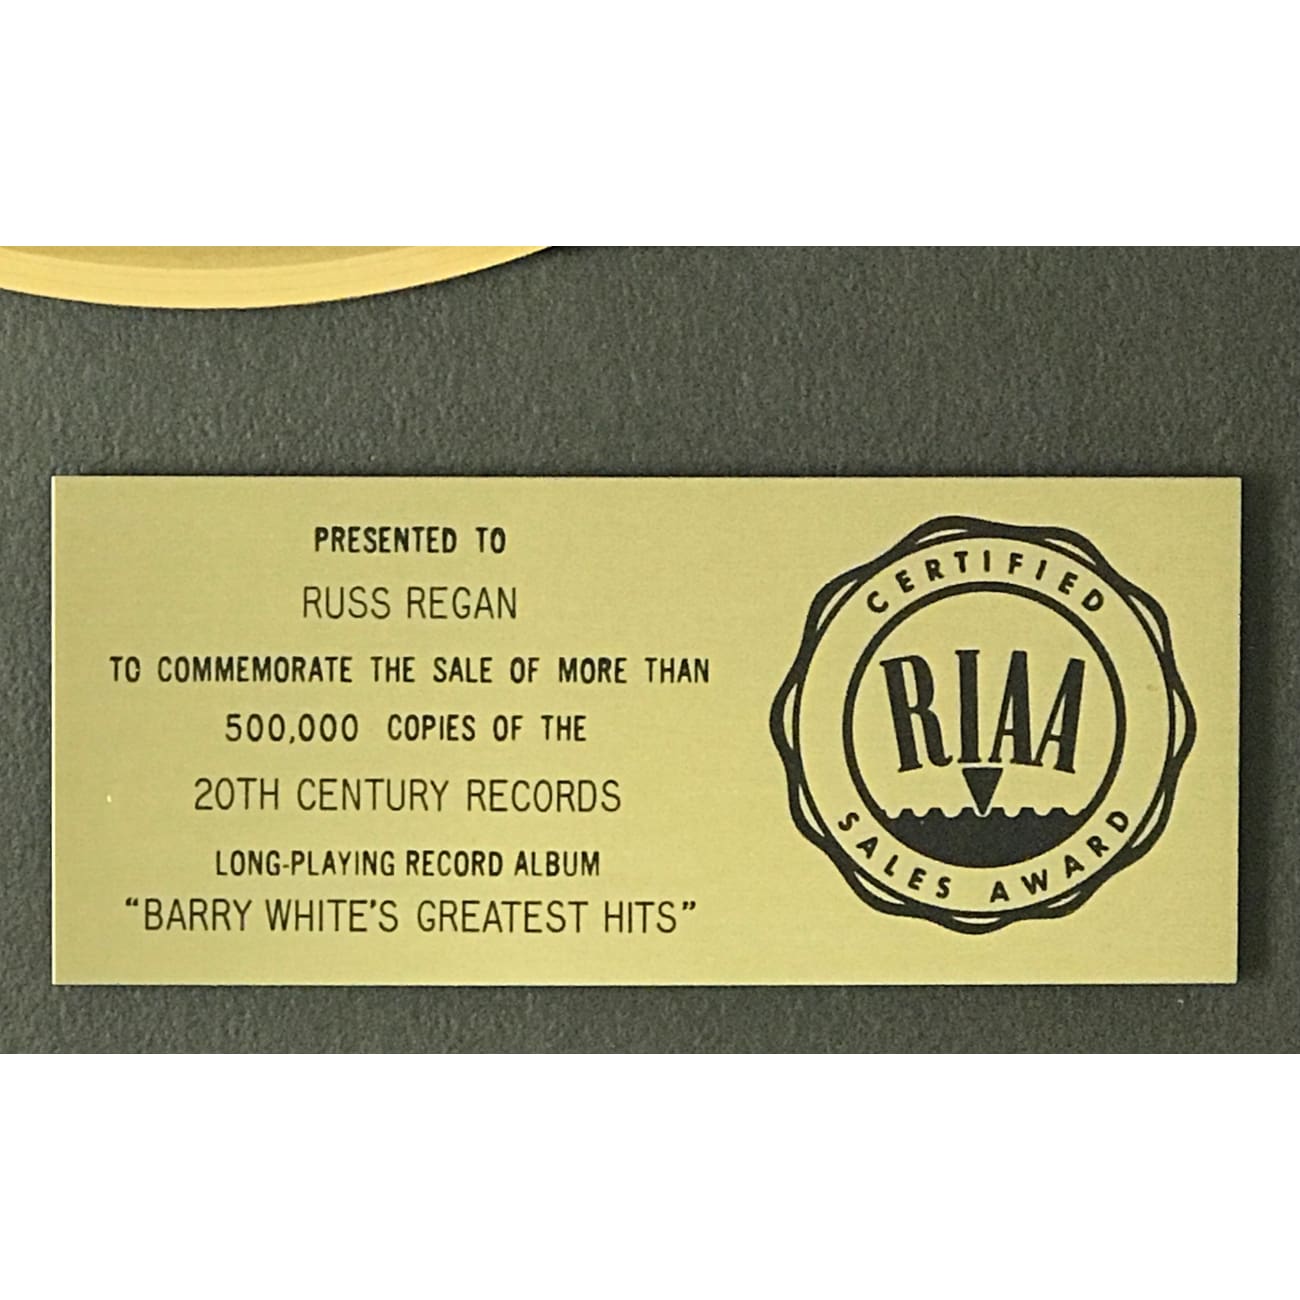 PRESENTED TO
RUSS REGAN
TO COMMEMORATE THE SALE OF MORE THAN
500,000 COPIES OF THE
20TH CENTURY RECORDS
LONG-PLAYING RECORD ALBUM
“BARRY WHITE’S GREATEST HITS”
CERTIFIED
RIAA
SALES AWARD